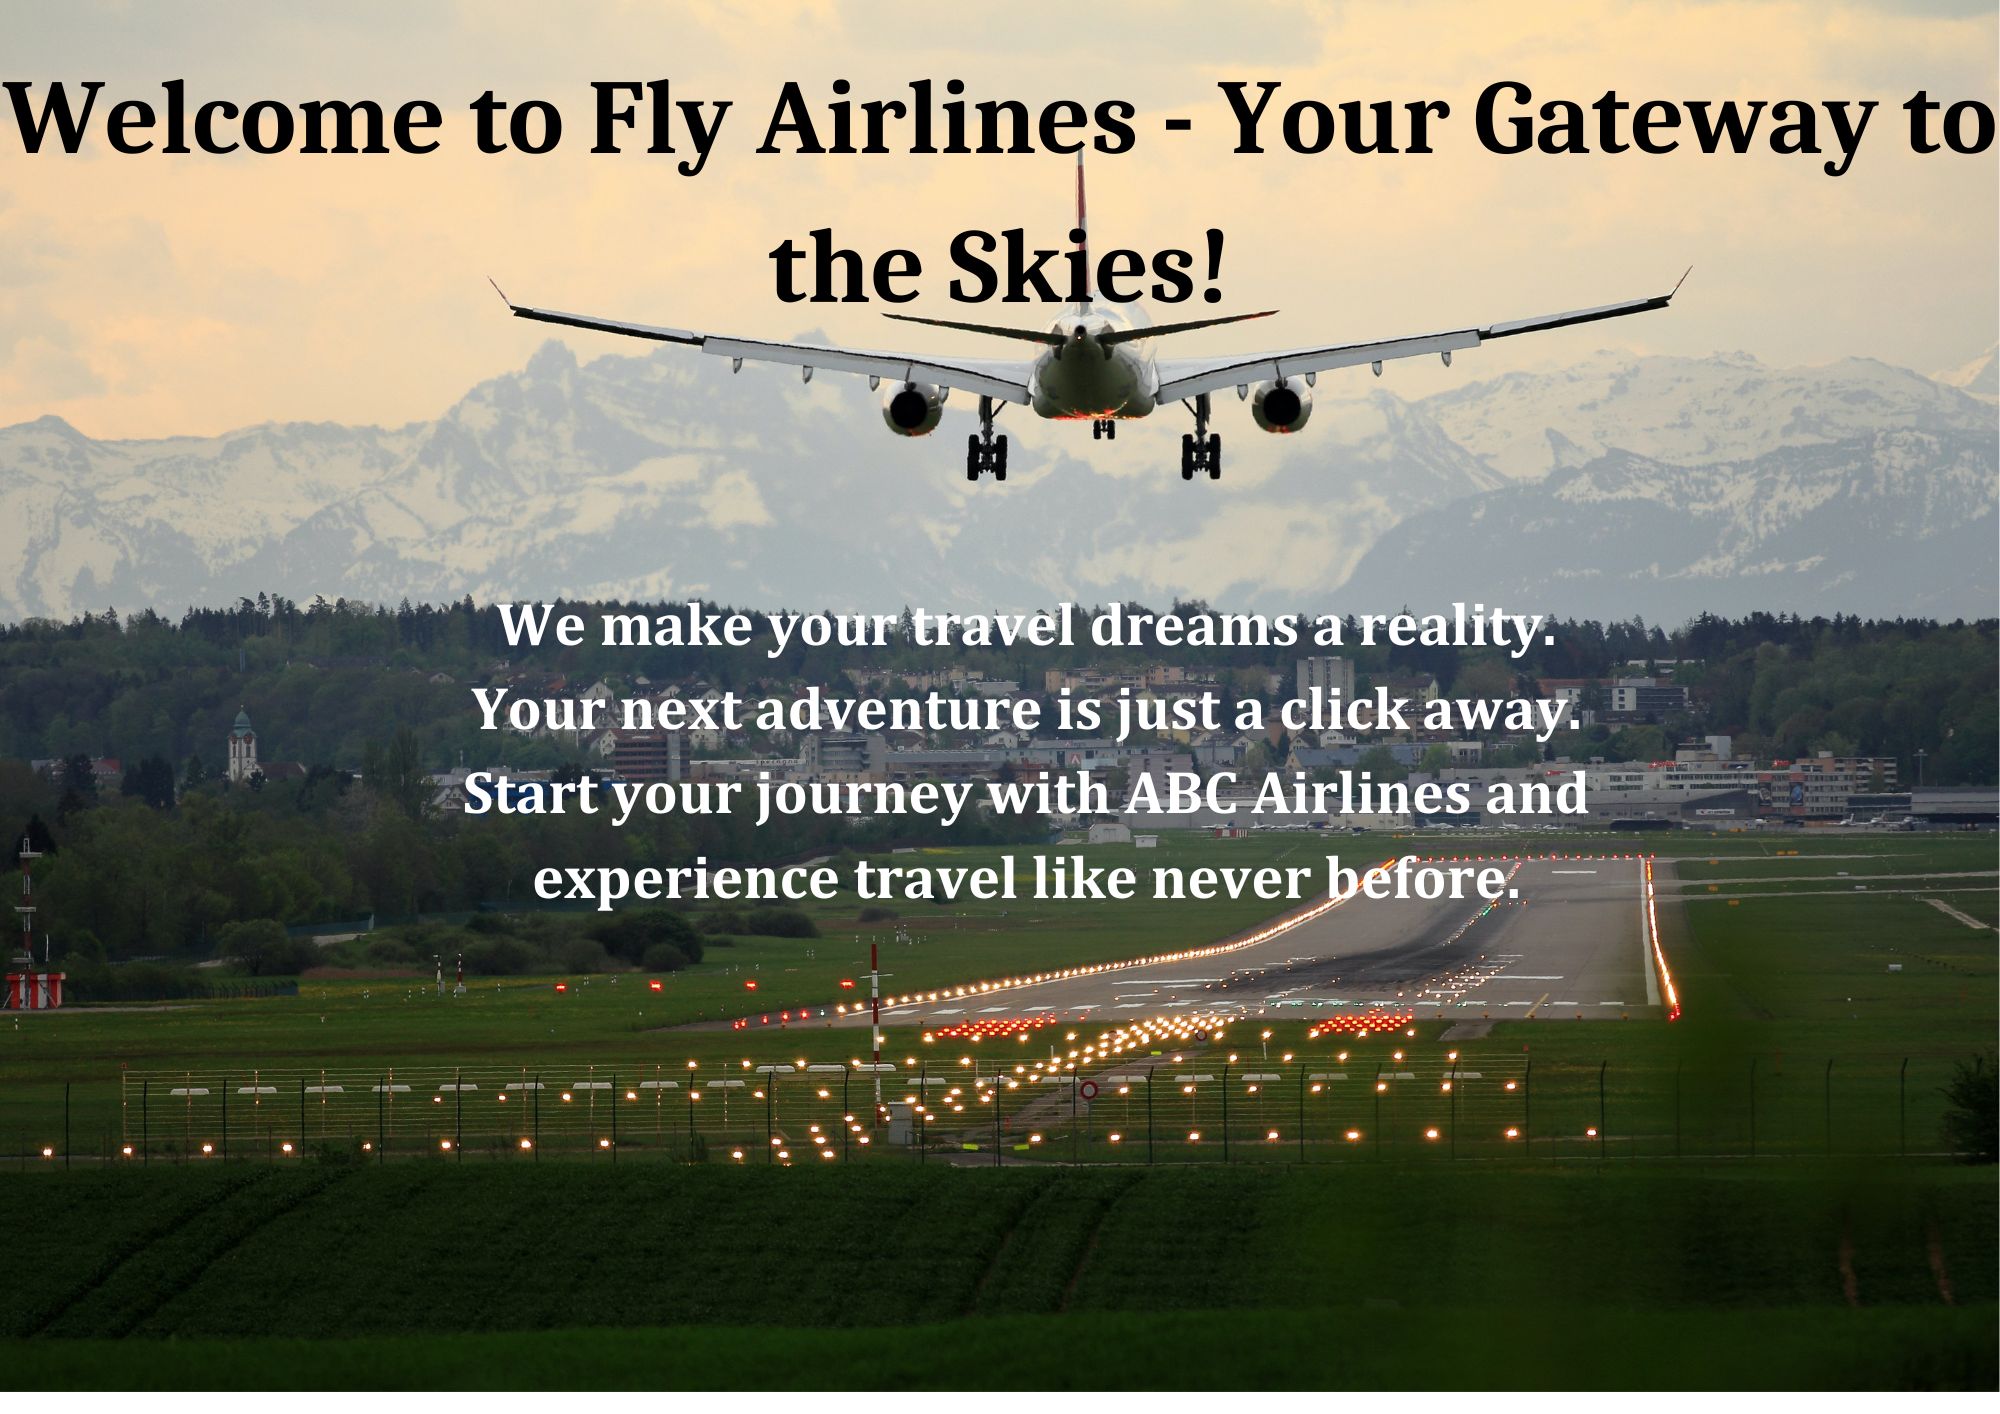 Welcome to Fly Airlines - Your Gateway to
the Skies!
We make your travel dreams a reality.
Your next adventure is just a click away.
Start your journey with ABC Airlines and
experience travel like never before.